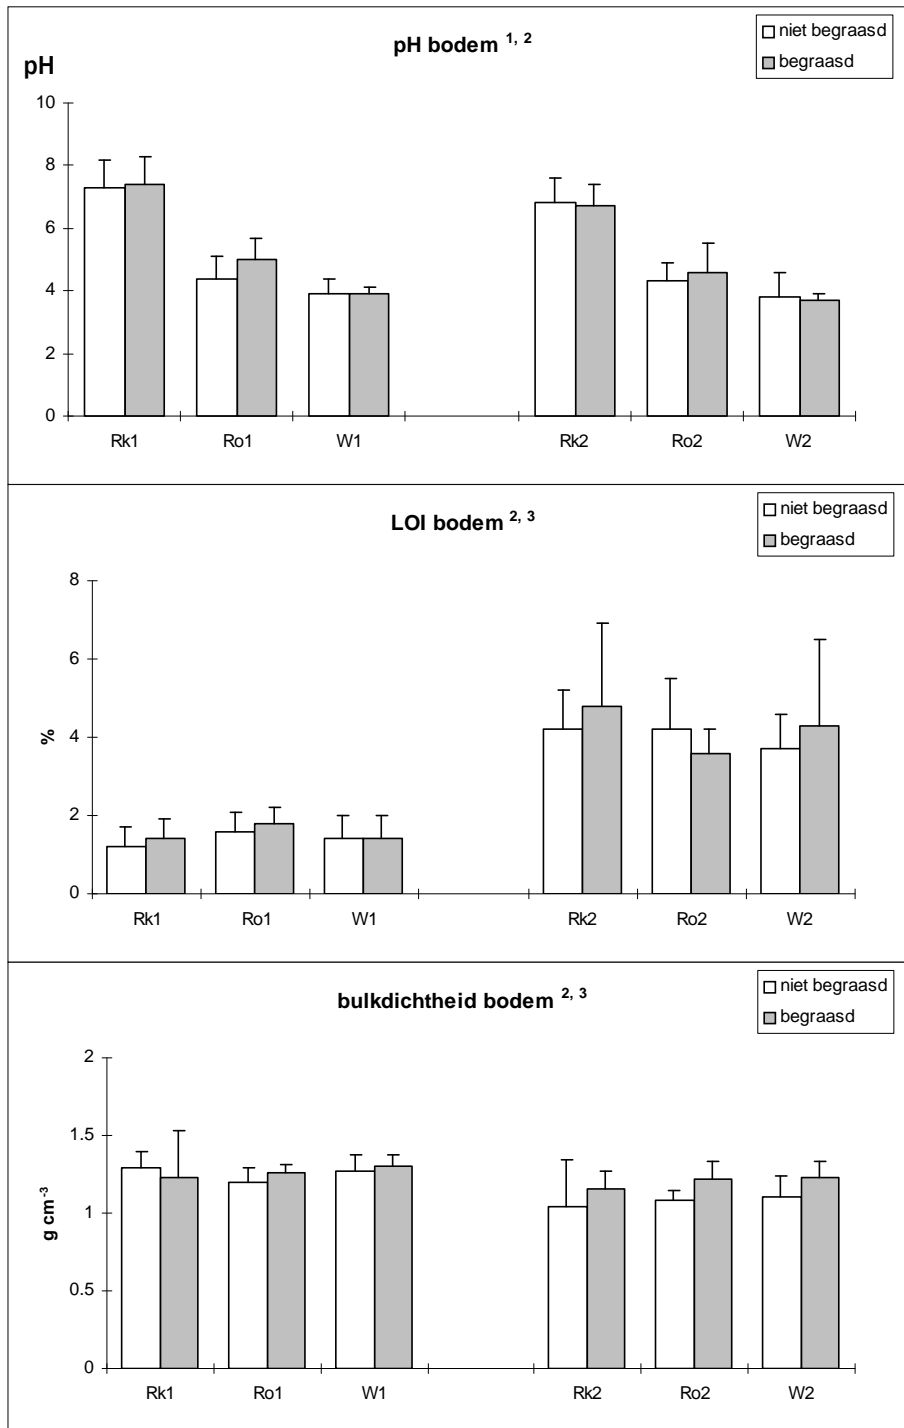 pH bodem 1, 2
niet begraasd
begraasd
pH
10
8
6
4
2
0
Rk1 Ro1 W1 Rk2 Ro2 W2
LOI bodem 2, 3
niet begraasd
begraasd
%
8
6
4
2
0
Rk1 Ro1 W1 Rk2 Ro2 W2
bulkdichtheid bodem 2, 3
niet begraasd
begraasd
g cm-3
2
1.5
1
0.5
0
Rk1 Ro1 W1 Rk2 Ro2 W2